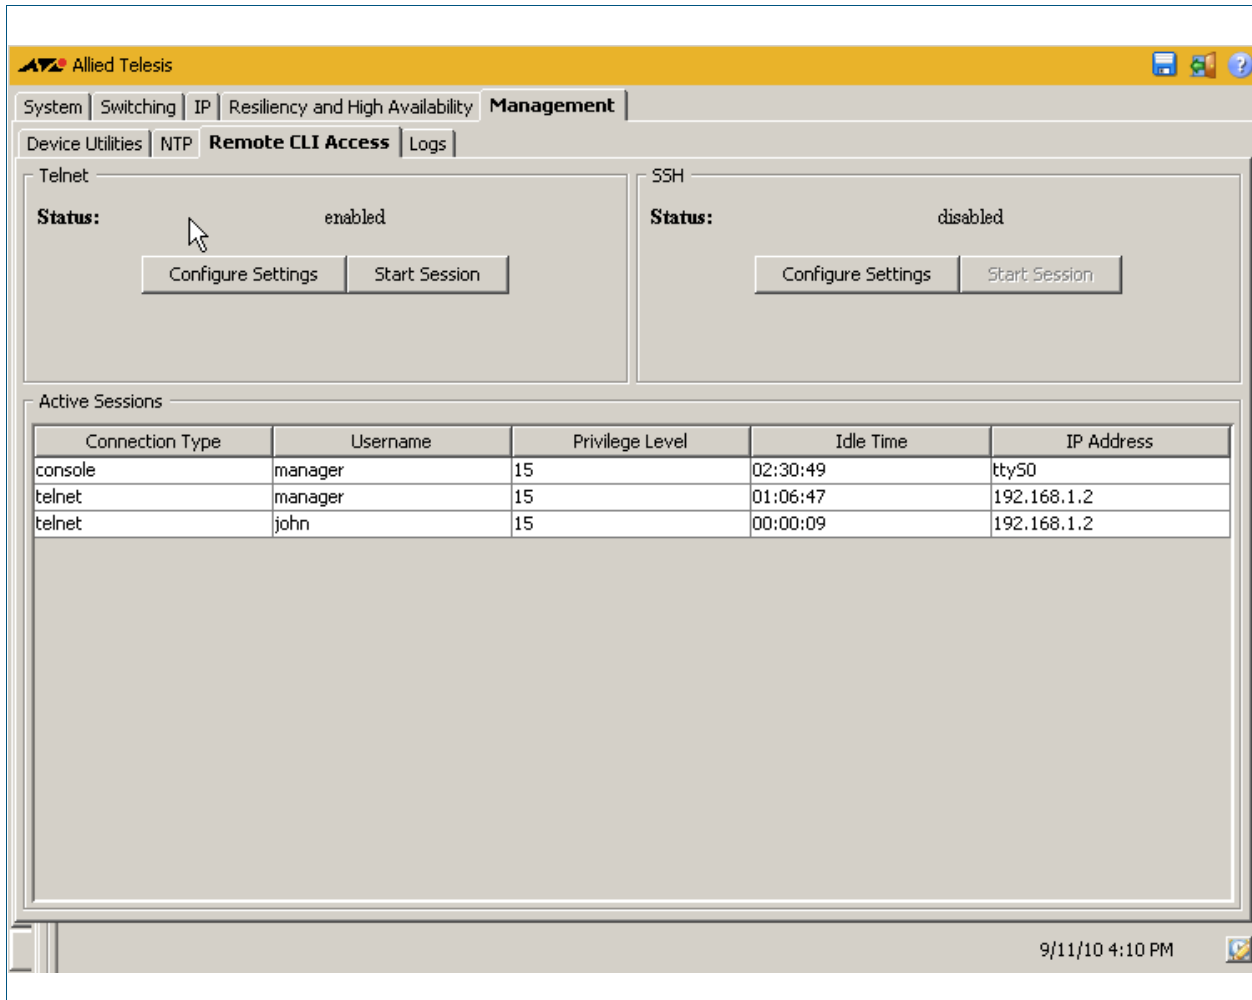 Allied Telesis
System Switching IP Resiliency and High Availability Management
Device Utilities NTP Remote CLI Access Logs
Telnet
Status: enabled
Configure Settings Start Session
SSH
Status: disabled
Configure Settings Start Session
Active Sessions
Connection Type Username Privilege Level Idle Time IP Address
console manager 15 02:30:49 ttyS0
telnet manager 15 01:06:47 192.168.1.2
telnet john 15 00:00:09 192.168.1.2
9/11/10 4:10 PM